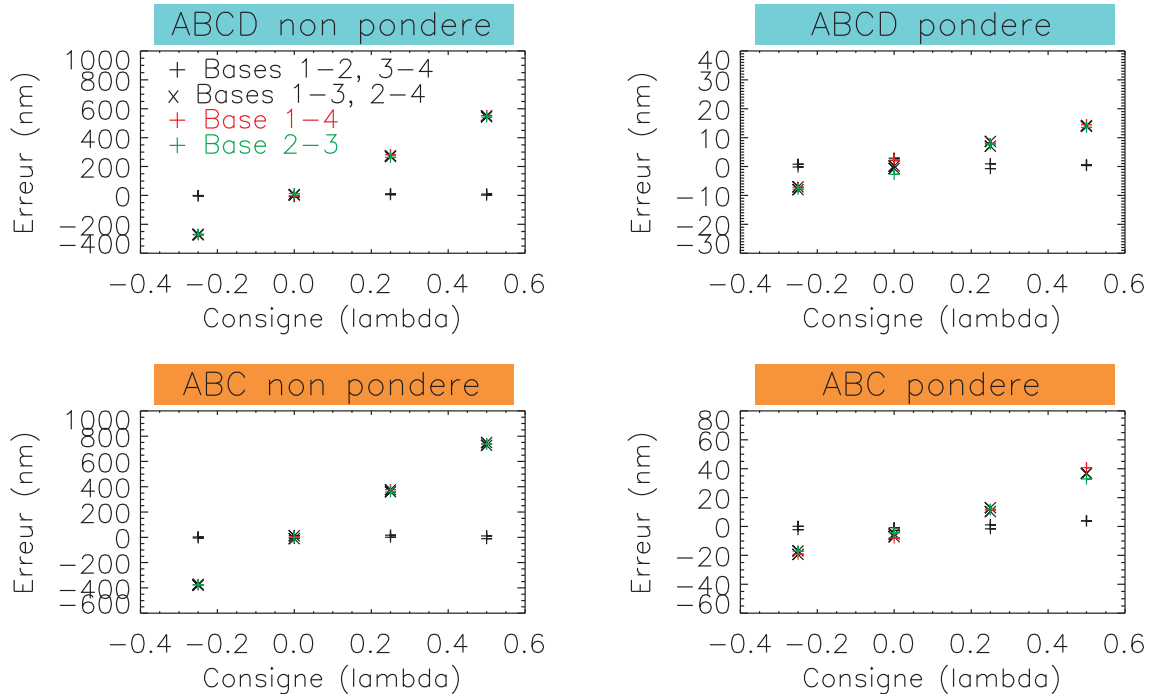 ABCD non pondere
1000
800
600
400
200
0
−200
−400
Erreur (nm)
+ Bases 1−2, 3−4
x Bases 1−3, 2−4
+ Base 1−4
+ Base 2−3
−0.4 −0.2 0.0 0.2 0.4 0.6
Consigne (lambda)
ABCD pondere
40
30
20
10
0
−10
−20
−30
Erreur (nm)
−0.4 −0.2 0.0 0.2 0.4 0.6
Consigne (lambda)
ABC non pondere
1000
800
600
400
200
0
−200
−400
−600
Erreur (nm)
−0.4 −0.2 0.0 0.2 0.4 0.6
Consigne (lambda)
ABC pondere
80
60
40
20
0
−20
−40
−60
Erreur (nm)
−0.4 −0.2 0.0 0.2 0.4 0.6
Consigne (lambda)